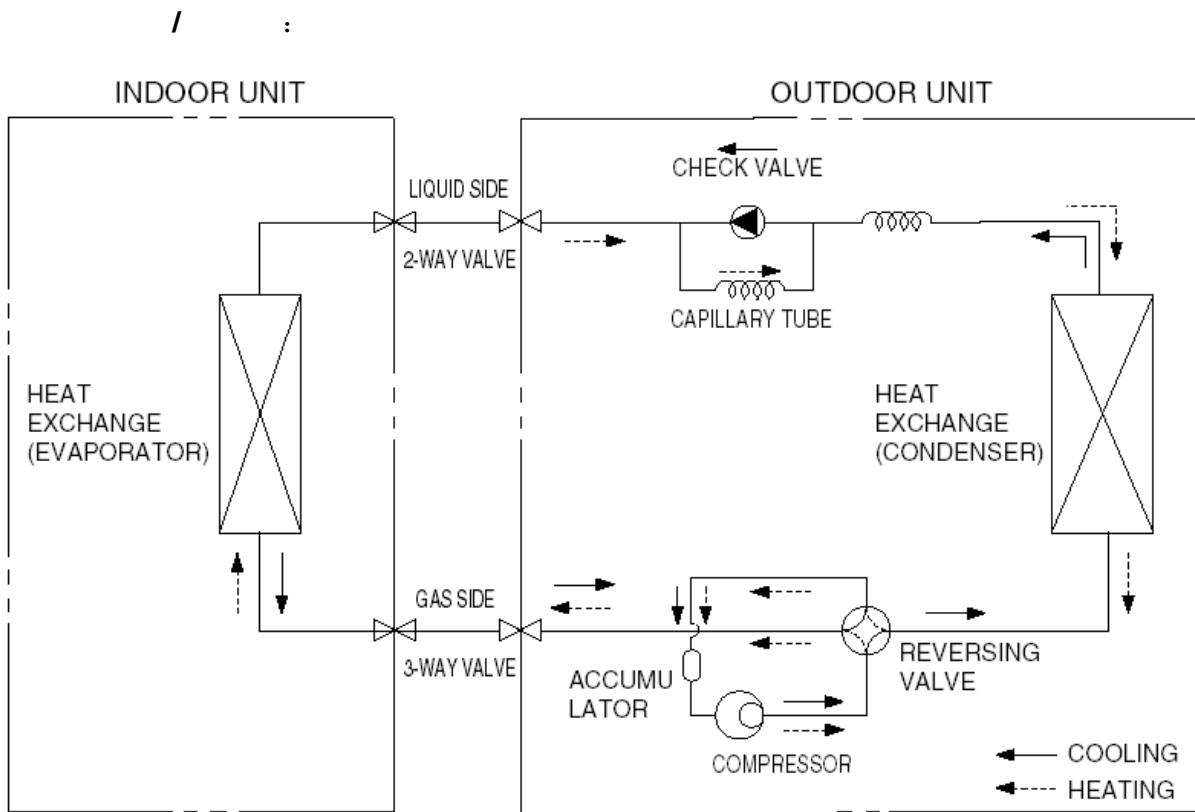 / :
INDOOR UNIT
OUTDOOR UNIT
CHECK VALVE
LIQUID SIDE
2-WAY VALVE
CAPILLARY TUBE
HEAT
EXCHANGE
(EVAPORATOR)
HEAT
EXCHANGE
(CONDENSER)
GAS SIDE
3-WAY VALVE
ACCUMU
LATOR
REVERSING
VALVE
COMPRESSOR
COOLING
HEATING